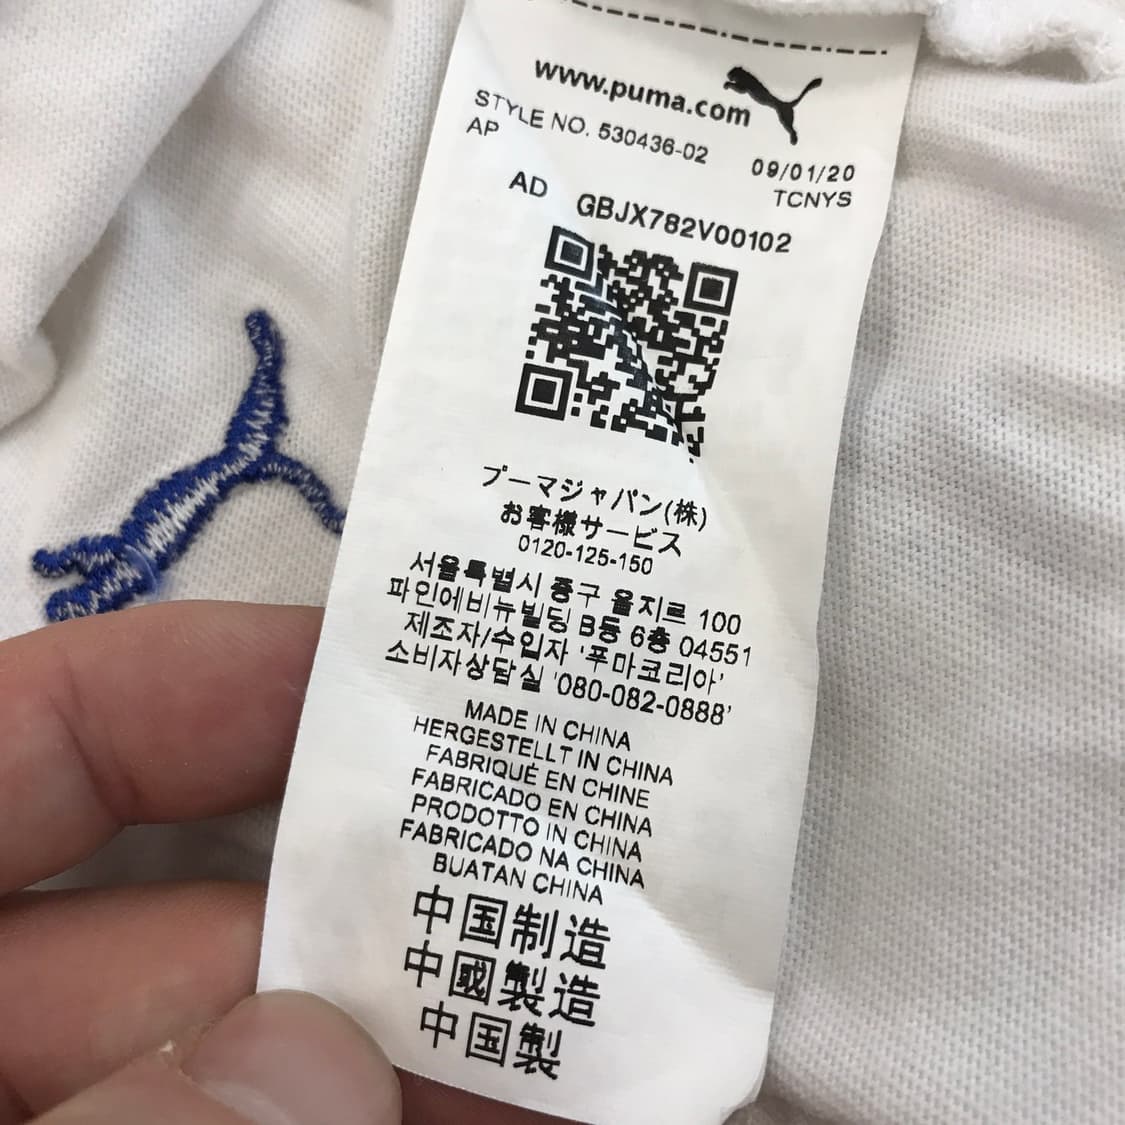 www.puma.com
STYLE NO. 530436-02
AP
09/01/20
TCNYS
AD GBJX782V00102
プーマジャパン(株)
お客様サービス
0120-125-150
서울특별시 중구 을지로 100
파인에비뉴빌딩 B동 6층 04551
제조자/수입자 '푸마코리아'
소비자상담실 '080-082-0888'
MADE IN CHINA
HERGESTELLT IN CHINA
FABRIQUÉ EN CHINE
FABRICADO EN CHINA
PRODOTTO IN CHINA
FABRICADO NA CHINA
BUATAN CHINA
中国制造
中國製造
中国製